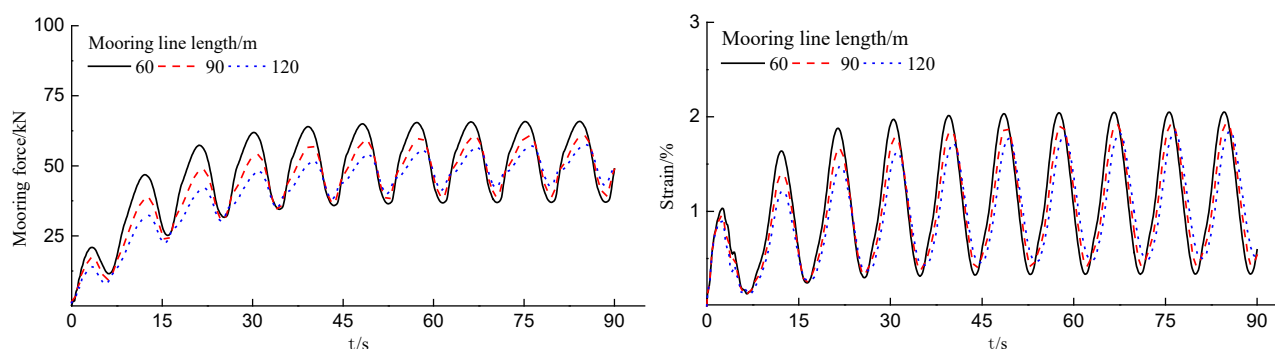 100
Mooring line length/m
60 90 120
75
50
25
0 15 30 45 60 75 90
Mooring force/kN
t/s
3
Mooring line length/m
60 90 120
2
1
0
0 15 30 45 60 75 90
Strain/%
t/s